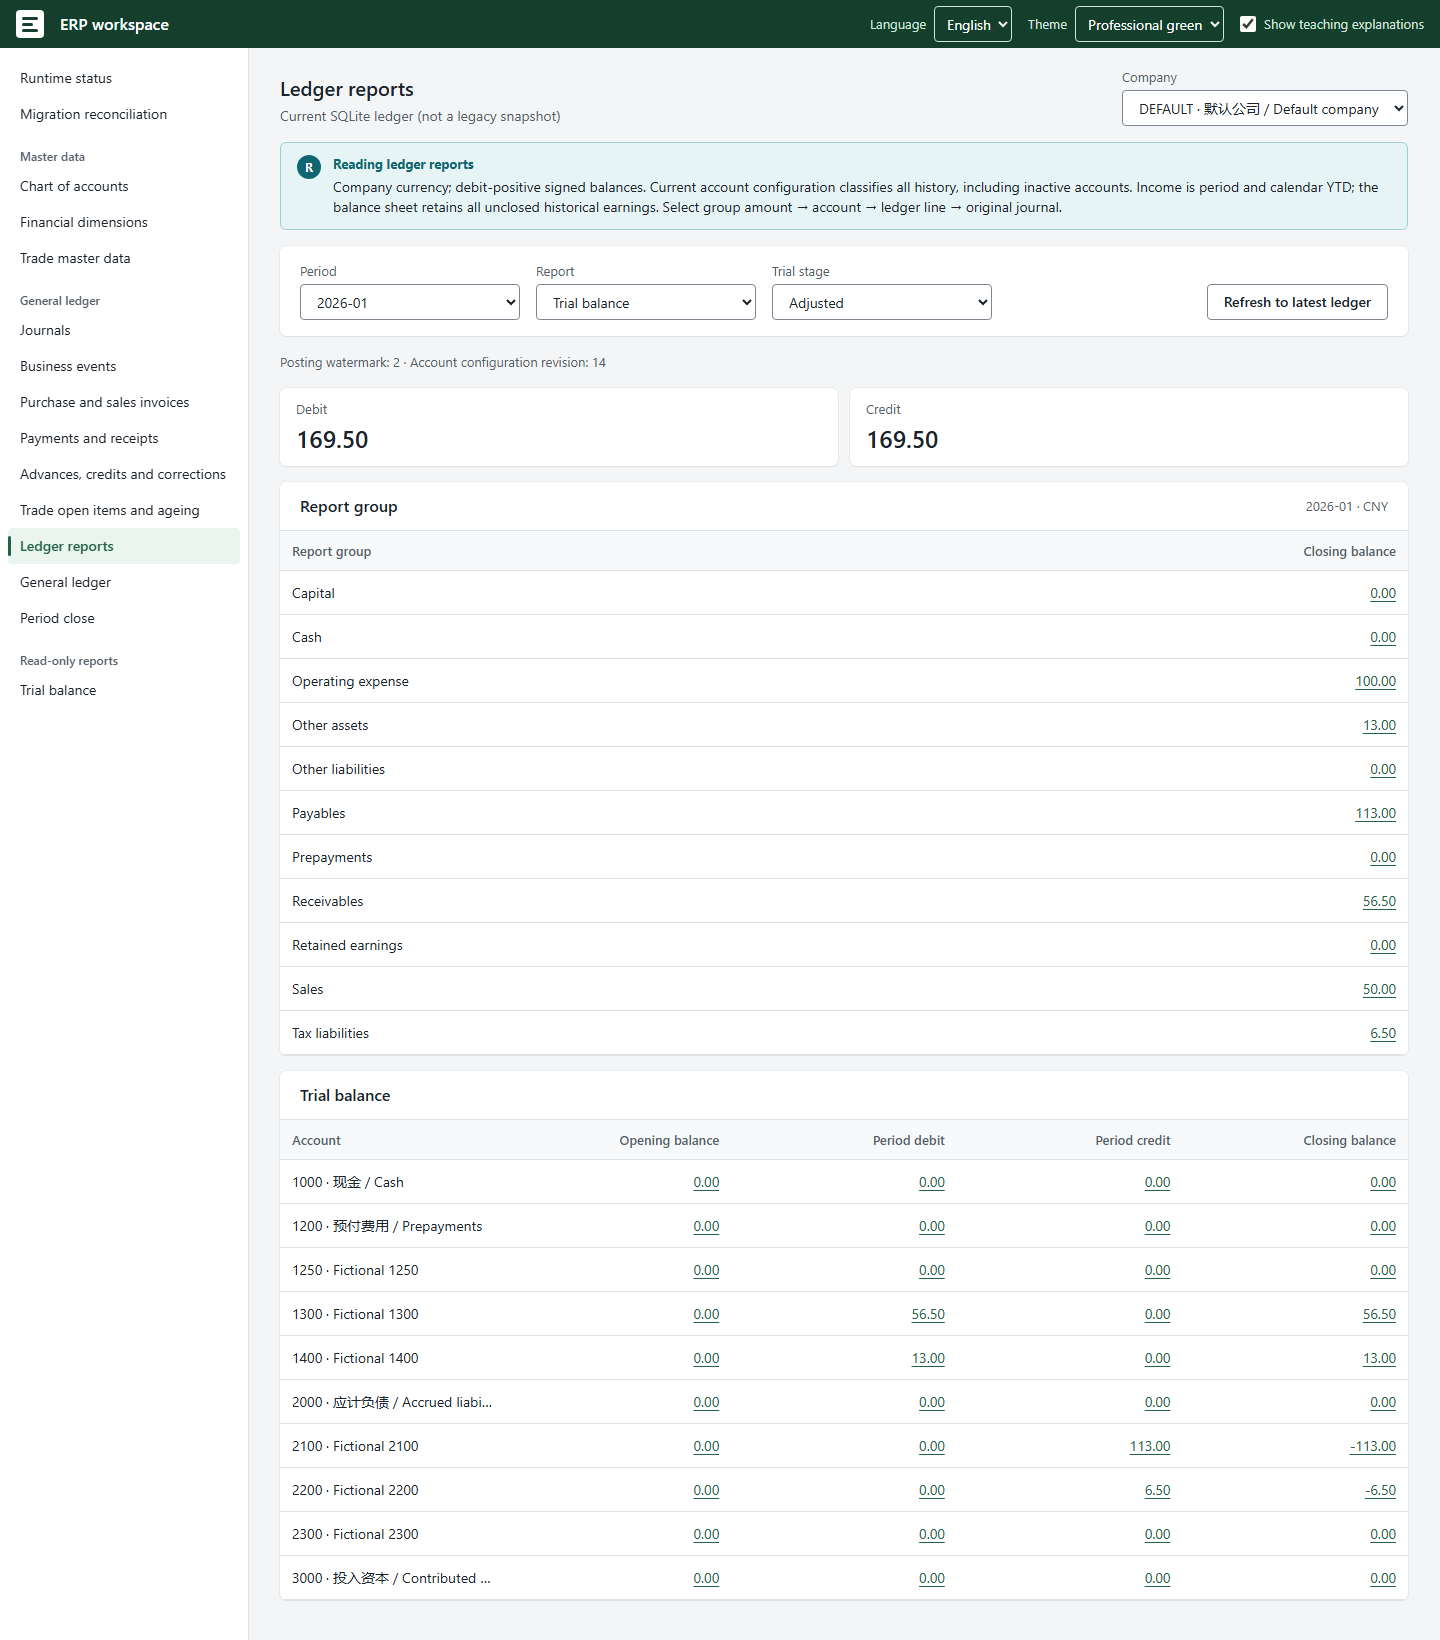 ERP workspace
Language English Theme Professional green Show teaching explanations
Runtime status
Migration reconciliation
Master data
Chart of accounts
Financial dimensions
Trade master data
General ledger
Journals
Business events
Purchase and sales invoices
Payments and receipts
Advances, credits and corrections
Trade open items and ageing
Ledger reports
General ledger
Period close
Read-only reports
Trial balance
Ledger reports
Current SQLite ledger (not a legacy snapshot)
Company
DEFAULT · 默认公司 / Default company
R
Reading ledger reports
Company currency; debit-positive signed balances. Current account configuration classifies all history, including inactive accounts. Income is period and calendar YTD; the
balance sheet retains all unclosed historical earnings. Select group amount → account → ledger line → original journal.
Period Report Trial stage
2026-01 Trial balance Adjusted Refresh to latest ledger
Posting watermark: 2 · Account configuration revision: 14
Debit
169.50
Credit
169.50
Report group 2026-01 · CNY
Report group Closing balance
Capital 0.00
Cash 0.00
Operating expense 100.00
Other assets 13.00
Other liabilities 0.00
Payables 113.00
Prepayments 0.00
Receivables 56.50
Retained earnings 0.00
Sales 50.00
Tax liabilities 6.50
Trial balance
Account Opening balance Period debit Period credit Closing balance
1000 · 现金 / Cash 0.00 0.00 0.00 0.00
1200 · 预付费用 / Prepayments 0.00 0.00 0.00 0.00
1250 · Fictional 1250 0.00 0.00 0.00 0.00
1300 · Fictional 1300 0.00 56.50 0.00 56.50
1400 · Fictional 1400 0.00 13.00 0.00 13.00
2000 · 应计负债 / Accrued liabi... 0.00 0.00 0.00 0.00
2100 · Fictional 2100 0.00 0.00 113.00 -113.00
2200 · Fictional 2200 0.00 0.00 6.50 -6.50
2300 · Fictional 2300 0.00 0.00 0.00 0.00
3000 · 投入资本 / Contributed ... 0.00 0.00 0.00 0.00